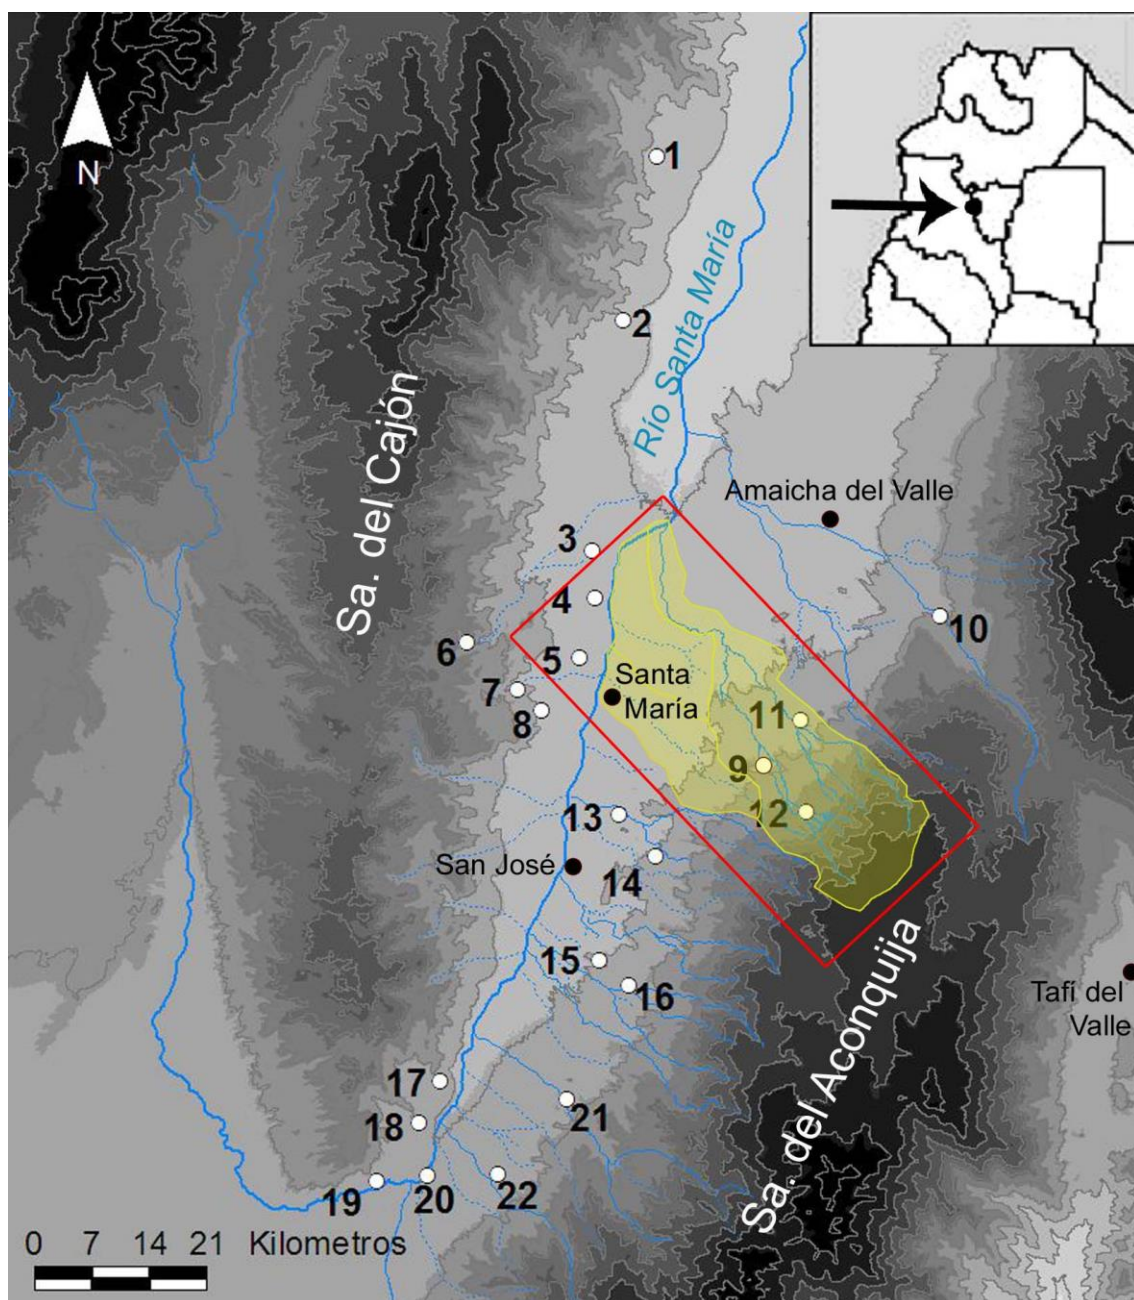 N
1
Río Santa María
2
Sa. del Cajón
Amaicha del Valle
3
4
10
6
5
Santa
María
7
8
11
9
12
13
San José
14
15
16
Tafí del
Valle
Sa. del Aconquija
17
21
18
19
20
22
0 7 14 21 Kilometros